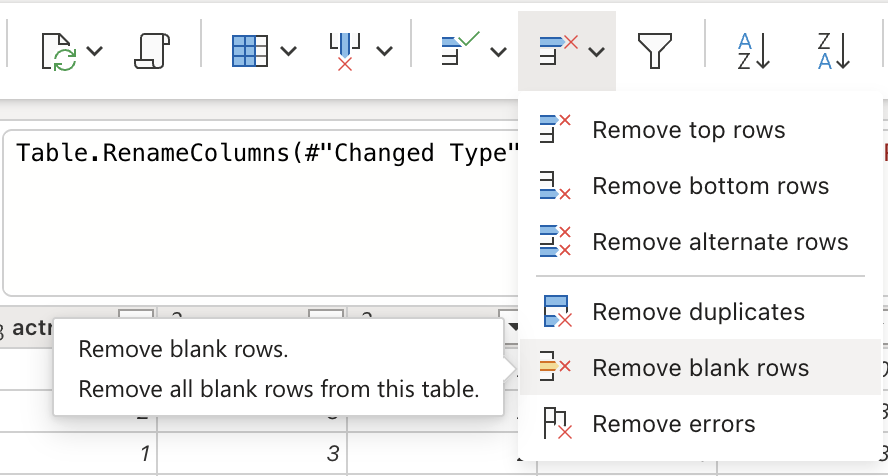 A
Z
Z
A
Table.RenameColumns(#"Changed Type"
Remove top rows
Remove bottom rows
Remove alternate rows
Remove duplicates
Remove blank rows
Remove errors
Remove blank rows.
Remove all blank rows from this table.
1 3